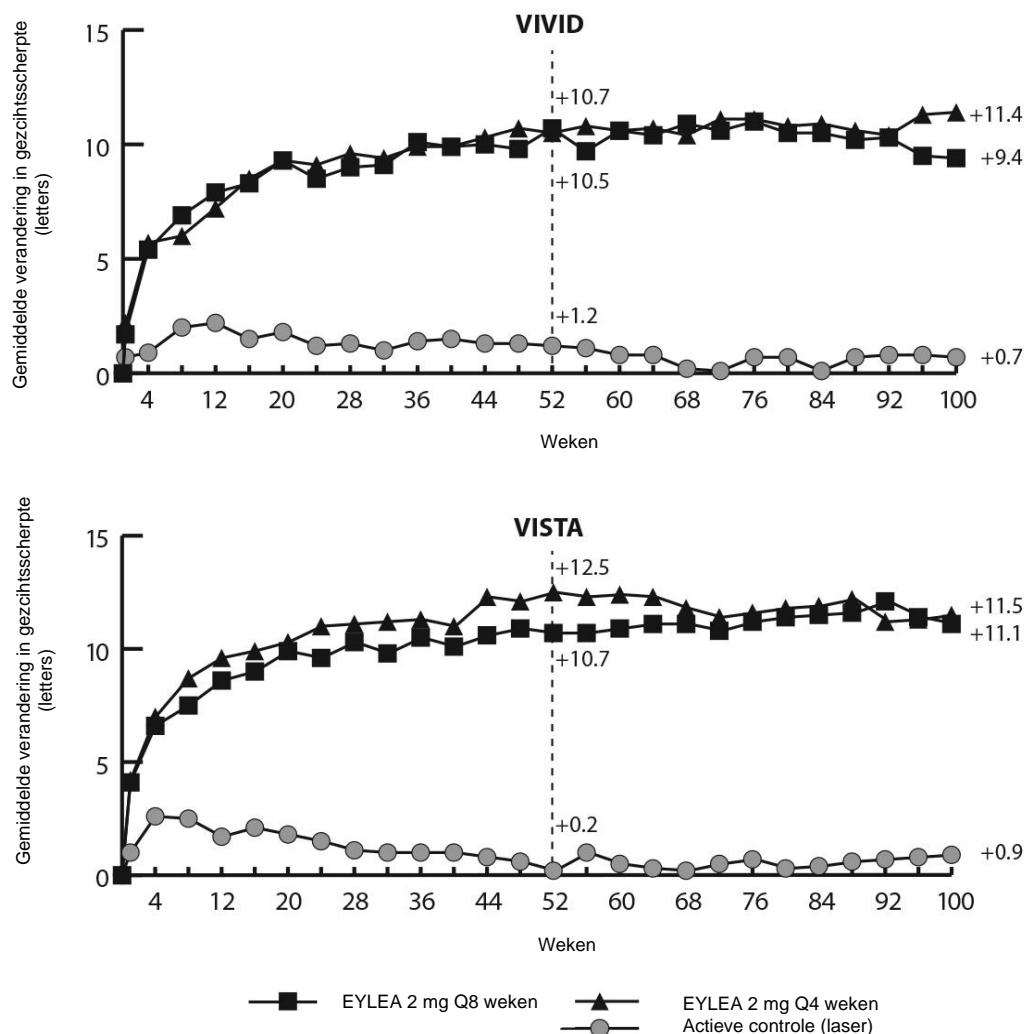 VIVID
Gemiddelde verandering in gezcihtsscherpte
(letters)
15
10
5
0
+10.7
+10.5
+1.2
+11.4
+9.4
+0.7
4 12 20 28 36 44 52 60 68 76 84 92 100
Weken
VISTA
Gemiddelde verandering in gezcihtsscherpte
(letters)
15
10
5
0
+12.5
+10.7
+0.2
+11.5
+11.1
+0.9
4 12 20 28 36 44 52 60 68 76 84 92 100
Weken
EYLEA 2 mg Q8 weken
EYLEA 2 mg Q4 weken
Actieve controle (laser)